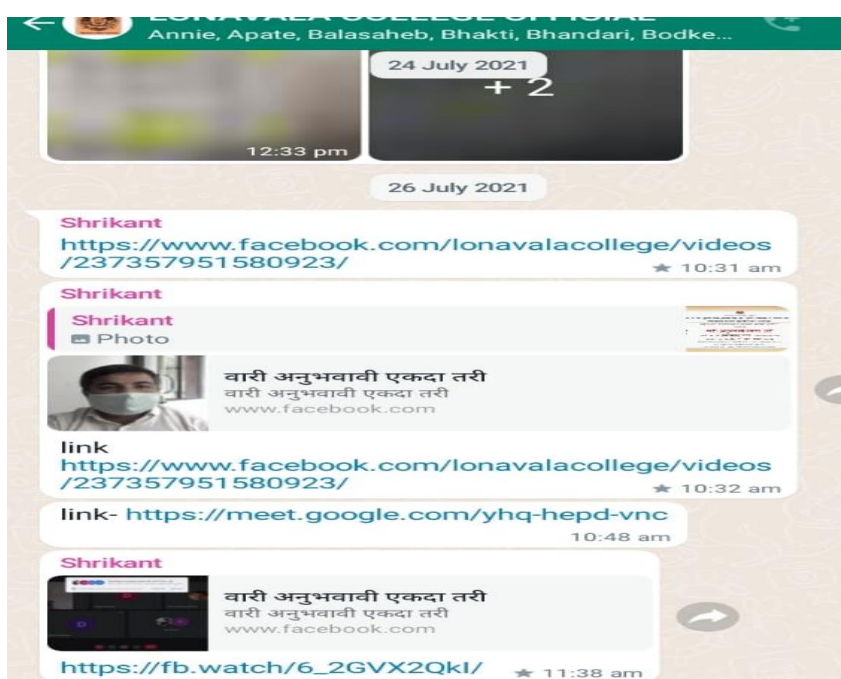 LONAVALA COLLEGE OFFICIAL
Annie, Apate, Balasaheb, Bhakti, Bhandari, Bodke...
24 July 2021
+ 2
12:33 pm
26 July 2021
Shrikant
https://www.facebook.com/lonavalacollege/videos
/237357951580923/
10:31 am
Shrikant
Shrikant
Photo
वारी अनुभवावी एकदा तरी
वारी अनुभवावी एकदा तरी
www.facebook.com
link
https://www.facebook.com/lonavalacollege/videos
/237357951580923/
10:32 am
link- https://meet.google.com/yhq-hepd-vnc
10:48 am
Shrikant
वारी अनुभवावी एकदा तरी
वारी अनुभवावी एकदा तरी
www.facebook.com
https://fb.watch/6_2GVX2QkI/
11:38 am